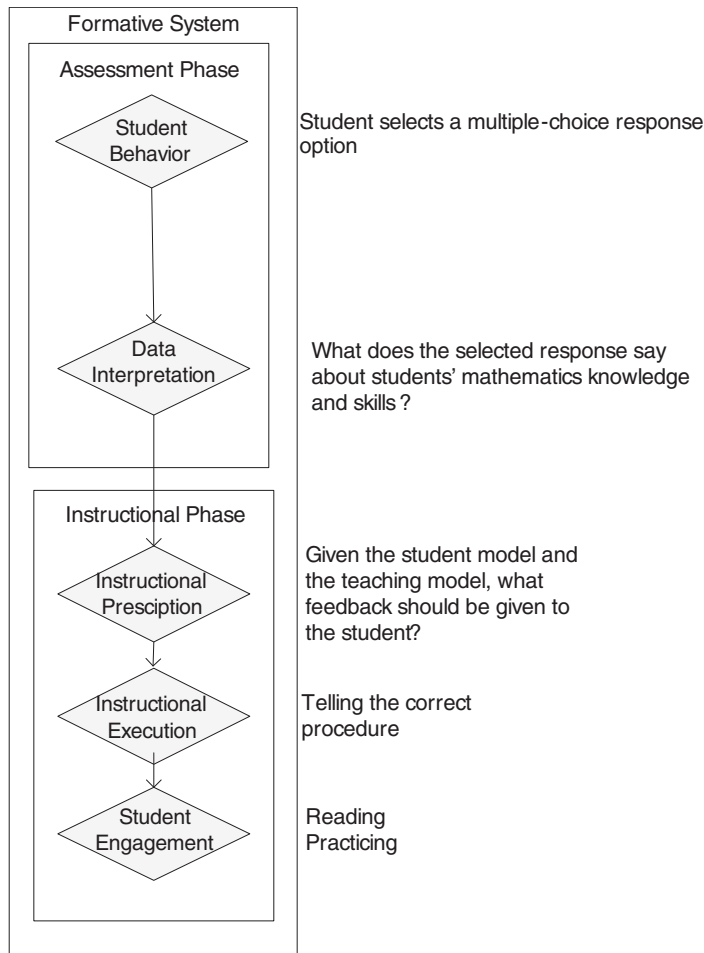 Formative System
Assessment Phase
Student
Behavior
Student selects a multiple-choice response
option
Data
Interpretation
What does the selected response say
about students' mathematics knowledge
and skills?
Instructional Phase
Instructional
Presciption
Given the student model and
the teaching model, what
feedback should be given to
the student?
Instructional
Execution
Telling the correct
procedure
Student
Engagement
Reading
Practicing